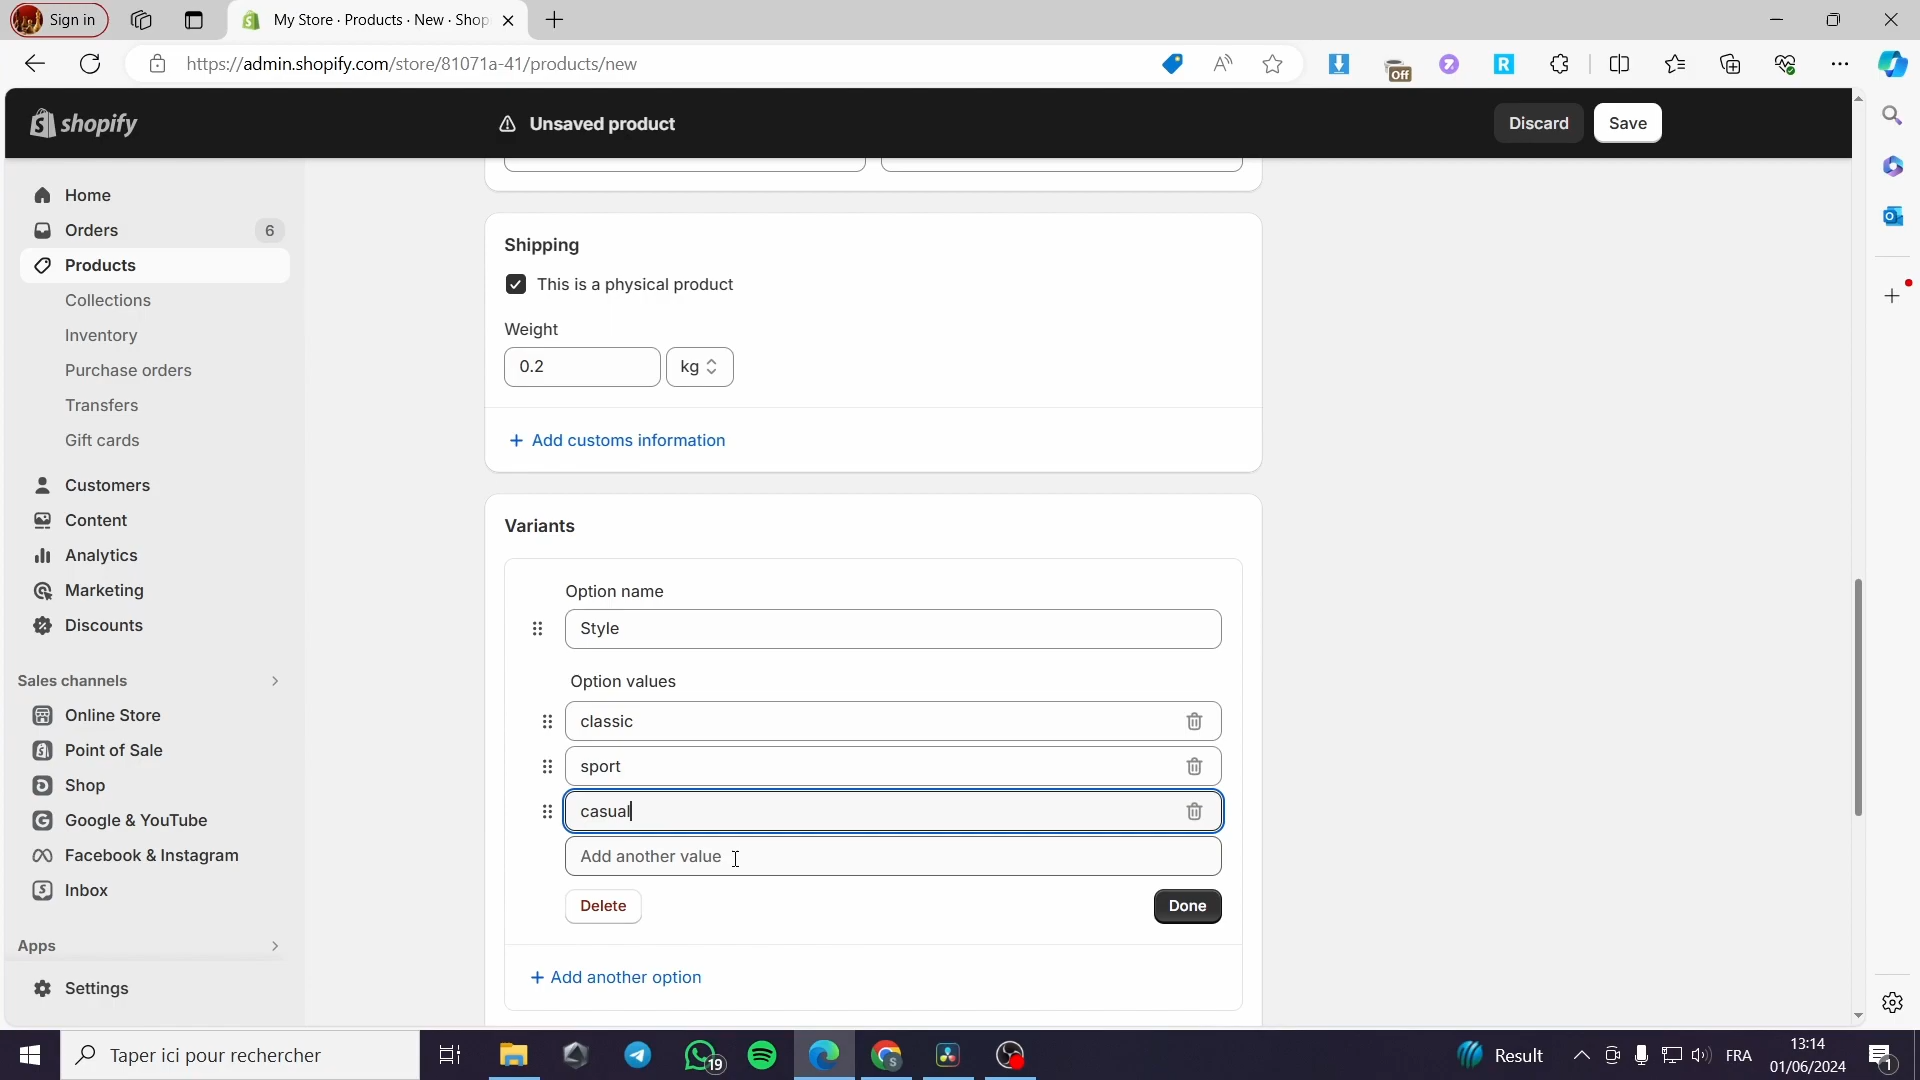 Sign in
My Store · Products · New · Shop
https://admin.shopify.com/store/81071a-41/products/new
Off
shopify
Unsaved product
Discard
Save
Home
Orders
6
Products
Collections
Inventory
Purchase orders
Transfers
Gift cards
Customers
Content
Analytics
Marketing
Discounts
Sales channels
Online Store
Point of Sale
Shop
Google & YouTube
Facebook & Instagram
Inbox
Apps
Settings
Shipping
This is a physical product
Weight
0.2
kg
+ Add customs information
Variants
Option name
Style
Option values
classic
sport
casual
Add another value
Delete
Done
+ Add another option
Taper ici pour rechercher
19
Result
FRA
13:14
01/06/2024
1